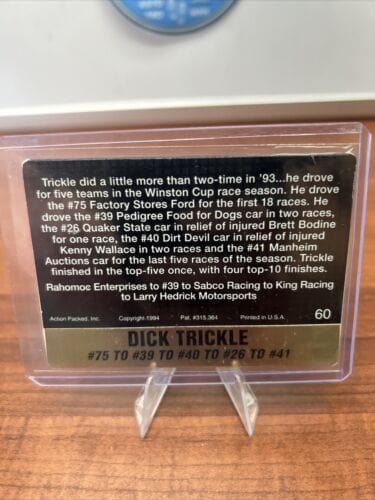 Trickle did a little more than two-time in '93...he drove
for five teams in the Winston Cup race season. He drove
the #75 Factory Stores Ford for the first 18 races. He
drove the #39 Pedigree Food for Dogs car in two races,
the #26 Quaker State car in relief of injured Brett Bodine
for one race, the #40 Dirt Devil car in relief of injured
Kenny Wallace in two races and the #41 Manheim
Auctions car for the last five races of the season. Trickle
finished in the top-five once, with four top-10 finishes.
Rahomoc Enterprises to #39 to Sabco Racing to King Racing
to Larry Hedrick Motorsports
Action Packed, Inc. Copyright-1994 Pat. #315,364 Printed in U.S.A. 60
DICK TRICKLE
#75 TO #39 TO #40 TO #26 TO #41